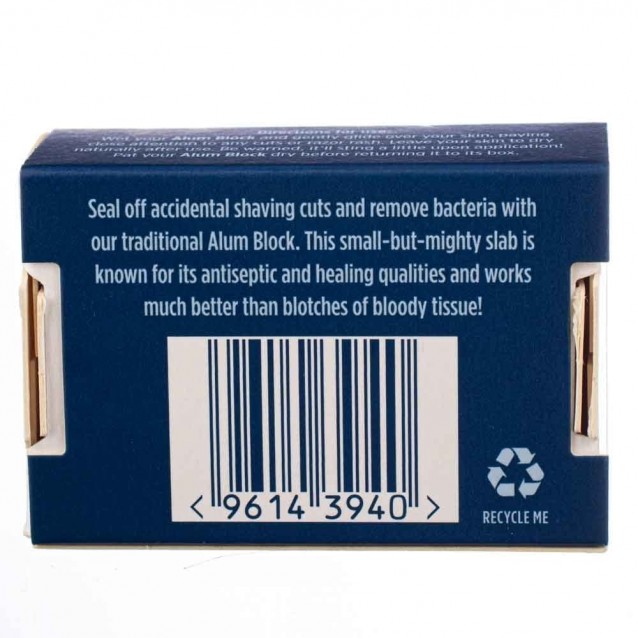 Directions for use:
Wet your Alum Block and gently glide over your skin, paying
close attention to any cuts or razor rash. Leave your skin to dry
naturally after use. Be warned, it'll sting a little upon application!
Pat your Alum Block dry before returning it to its box.
Seal off accidental shaving cuts and remove bacteria with
our traditional Alum Block. This small-but-mighty slab is
known for its antiseptic and healing qualities and works
much better than blotches of bloody tissue!
< 9614 3940 >
RECYCLE ME